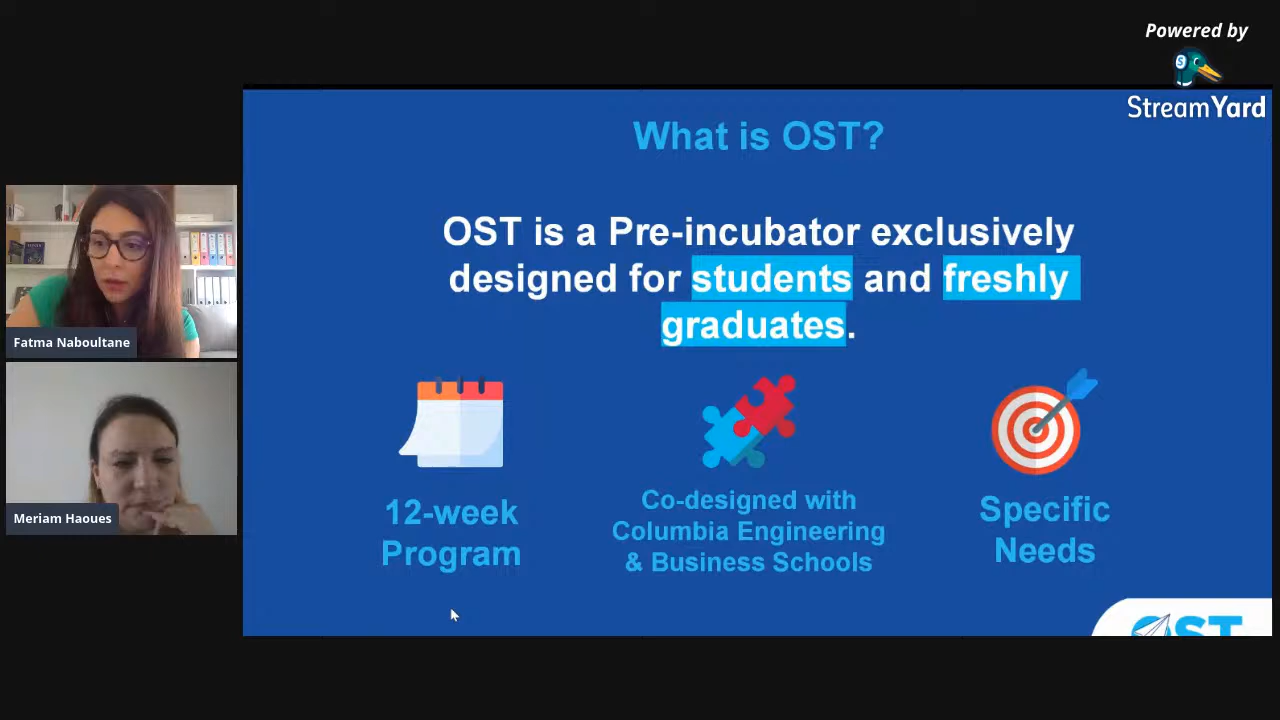 Powered by
StreamYard
What is OST?
OST is a Pre-incubator exclusively
designed for students and freshly
graduates.
12-week
Program
Co-designed with
Columbia Engineering
& Business Schools
Specific
Needs
OST
Fatma Naboultane
Meriam Haoues